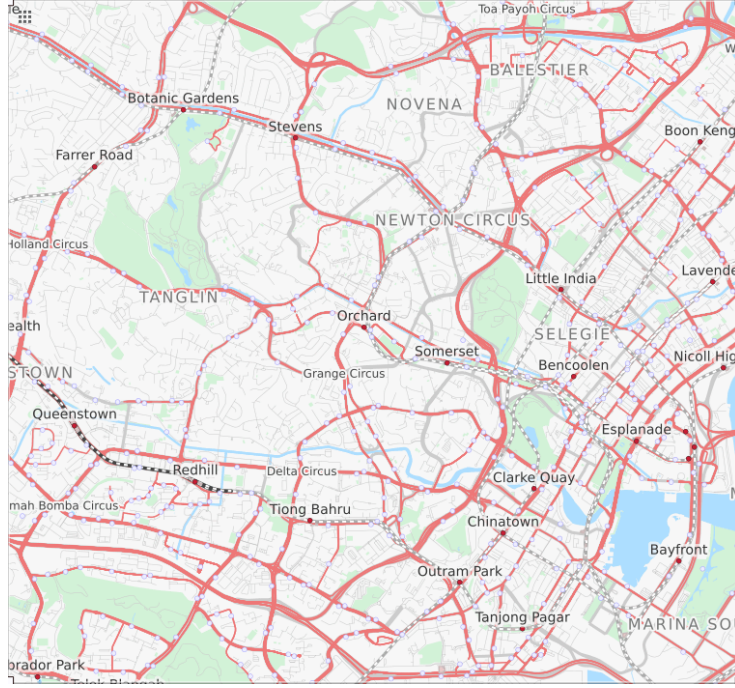 Toa Payoh Circus
BALESTIER
Botanic Gardens
NOVENA
Stevens
Boon Keng
Farrer Road
NEWTON CIRCUS
Holland Circus
Little India
Lavende
TANGLIN
Orchard
ealth
SELEGIE
Somerset
Nicoll Hig
Bencoolen
STOWN
Grange Circus
Queenstown
Esplanade
Redhill
Delta Circus
Clarke Quay
mah Bomba Circus
Tiong Bahru
Chinatown
Bayfront
Outram Park
Tanjong Pagar
MARINA SOU
brador Park
Telok Blangah